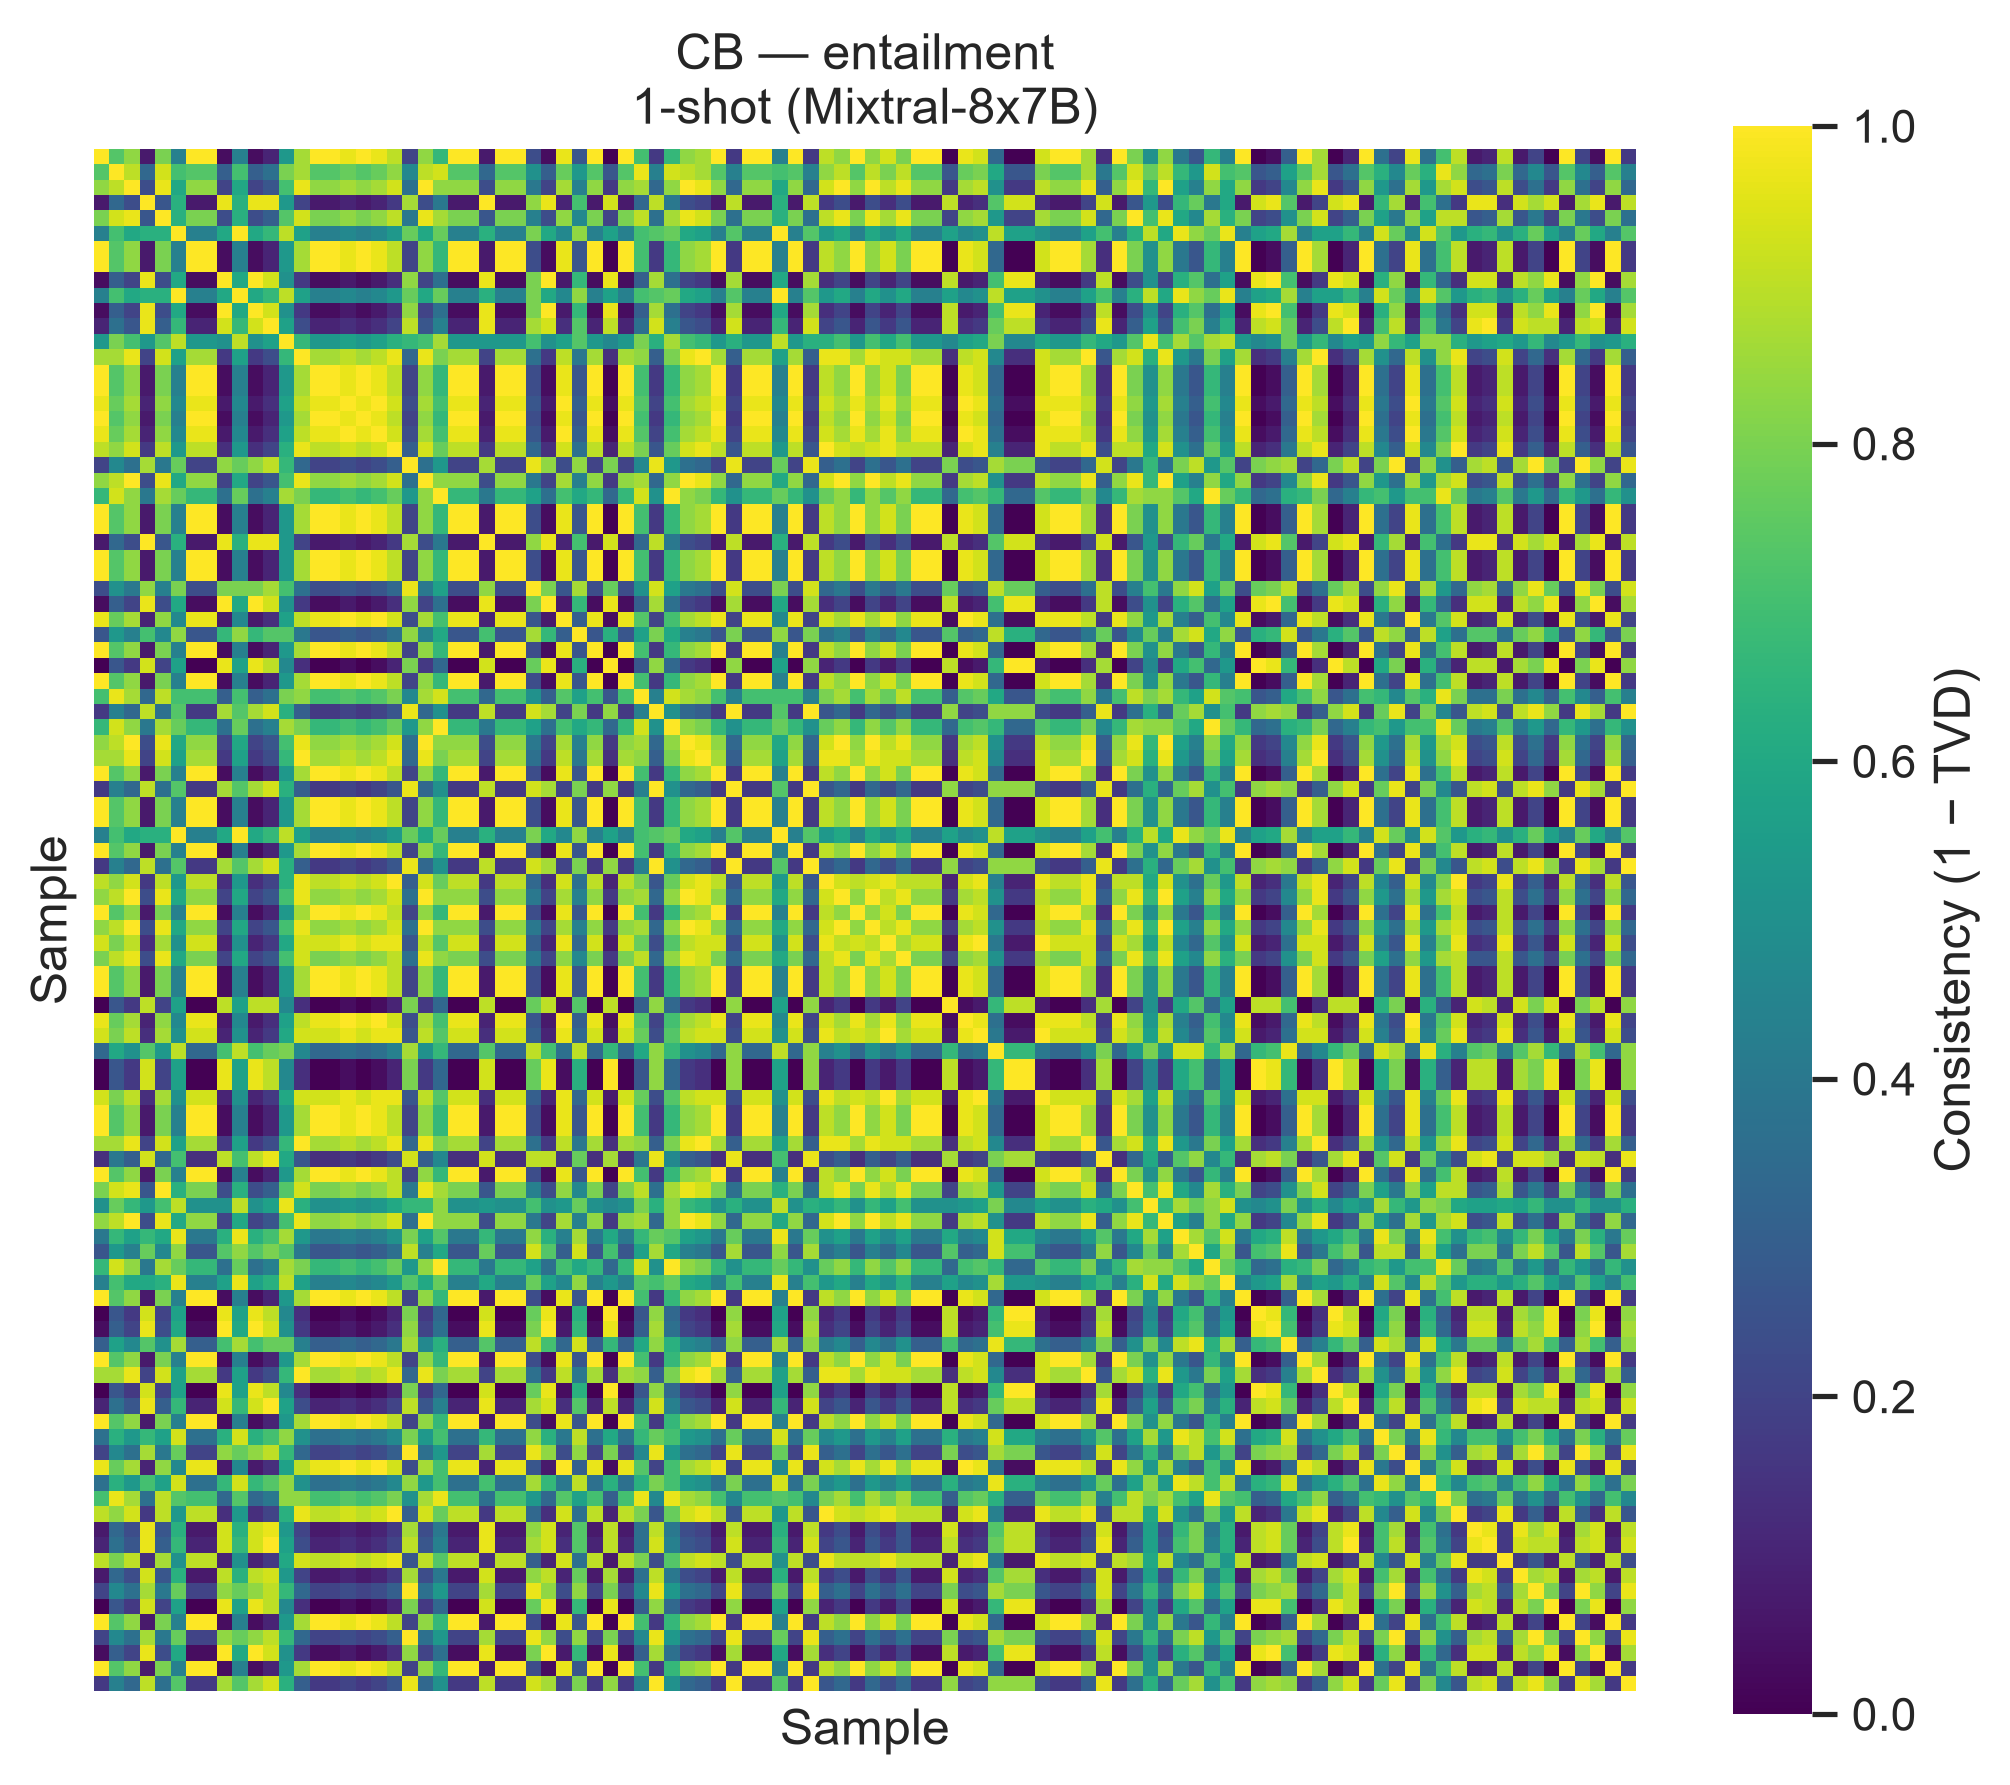 CB — entailment
1-shot (Mixtral-8x7B)
Sample
Sample
1.0
0.8
0.6
0.4
0.2
0.0
Consistency (1 − TVD)